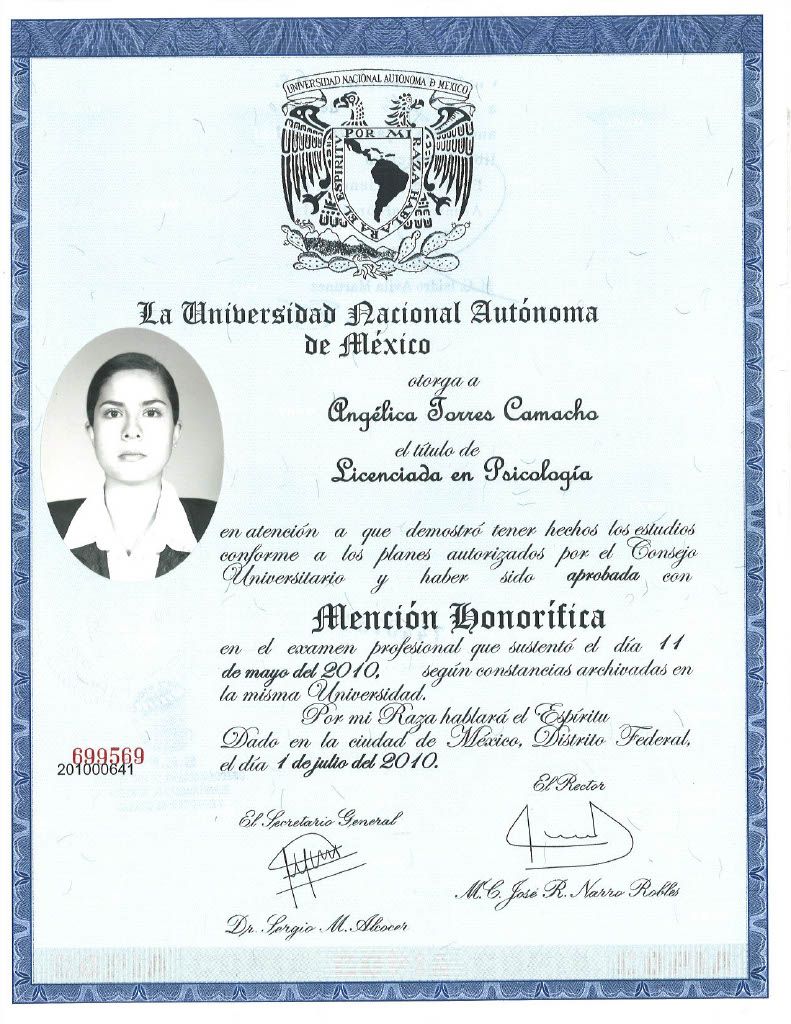 UNIVERSIDAD NACIONAL AUTÓNOMA D MEXICO
POR MI RAZA HABLARA EL ESPIRITU
La Universidad Nacional Autónoma
de México
otorga a
Angélica Torres Camacho
el título de
Licenciada en Psicología
en atención a que demostró tener hechos los estudios
conforme a los planes autorizados por el Consejo
Universitario y haber sido aprobada con
Mención Honorífica
en el examen profesional que sustentó el día 11
de mayo del 2010, según constancias archivadas en
la misma Universidad.
Por mi Raza hablará el Espíritu
Dado en la ciudad de México, Distrito Federal,
el día 1 de julio del 2010.
699569
201000641
El Rector
El Secretario General
M.C. José R. Narro Robles
Dr. Sergio M. Alcocer